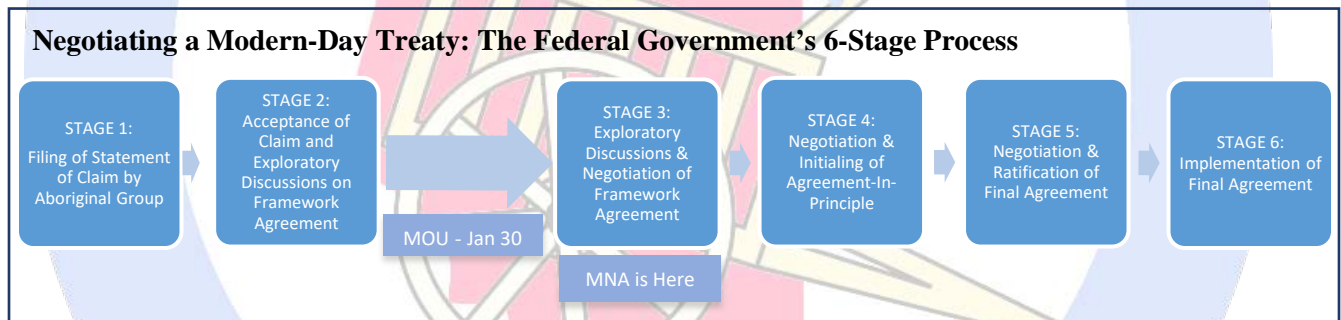 Negotiating a Modern-Day Treaty: The Federal Government's 6-Stage Process
STAGE 1:
Filing of Statement
of Claim by
Aboriginal Group
STAGE 2:
Acceptance of
Claim and
Exploratory
Discussions on
Framework
Agreement
MOU - Jan 30
STAGE 3:
Exploratory
Discussions &
Negotiation of
Framework
Agreement
MNA is Here
STAGE 4:
Negotiation &
Initialing of
Agreement-In-
Principle
STAGE 5:
Negotiation &
Ratification of
Final Agreement
STAGE 6:
Implementation of
Final Agreement